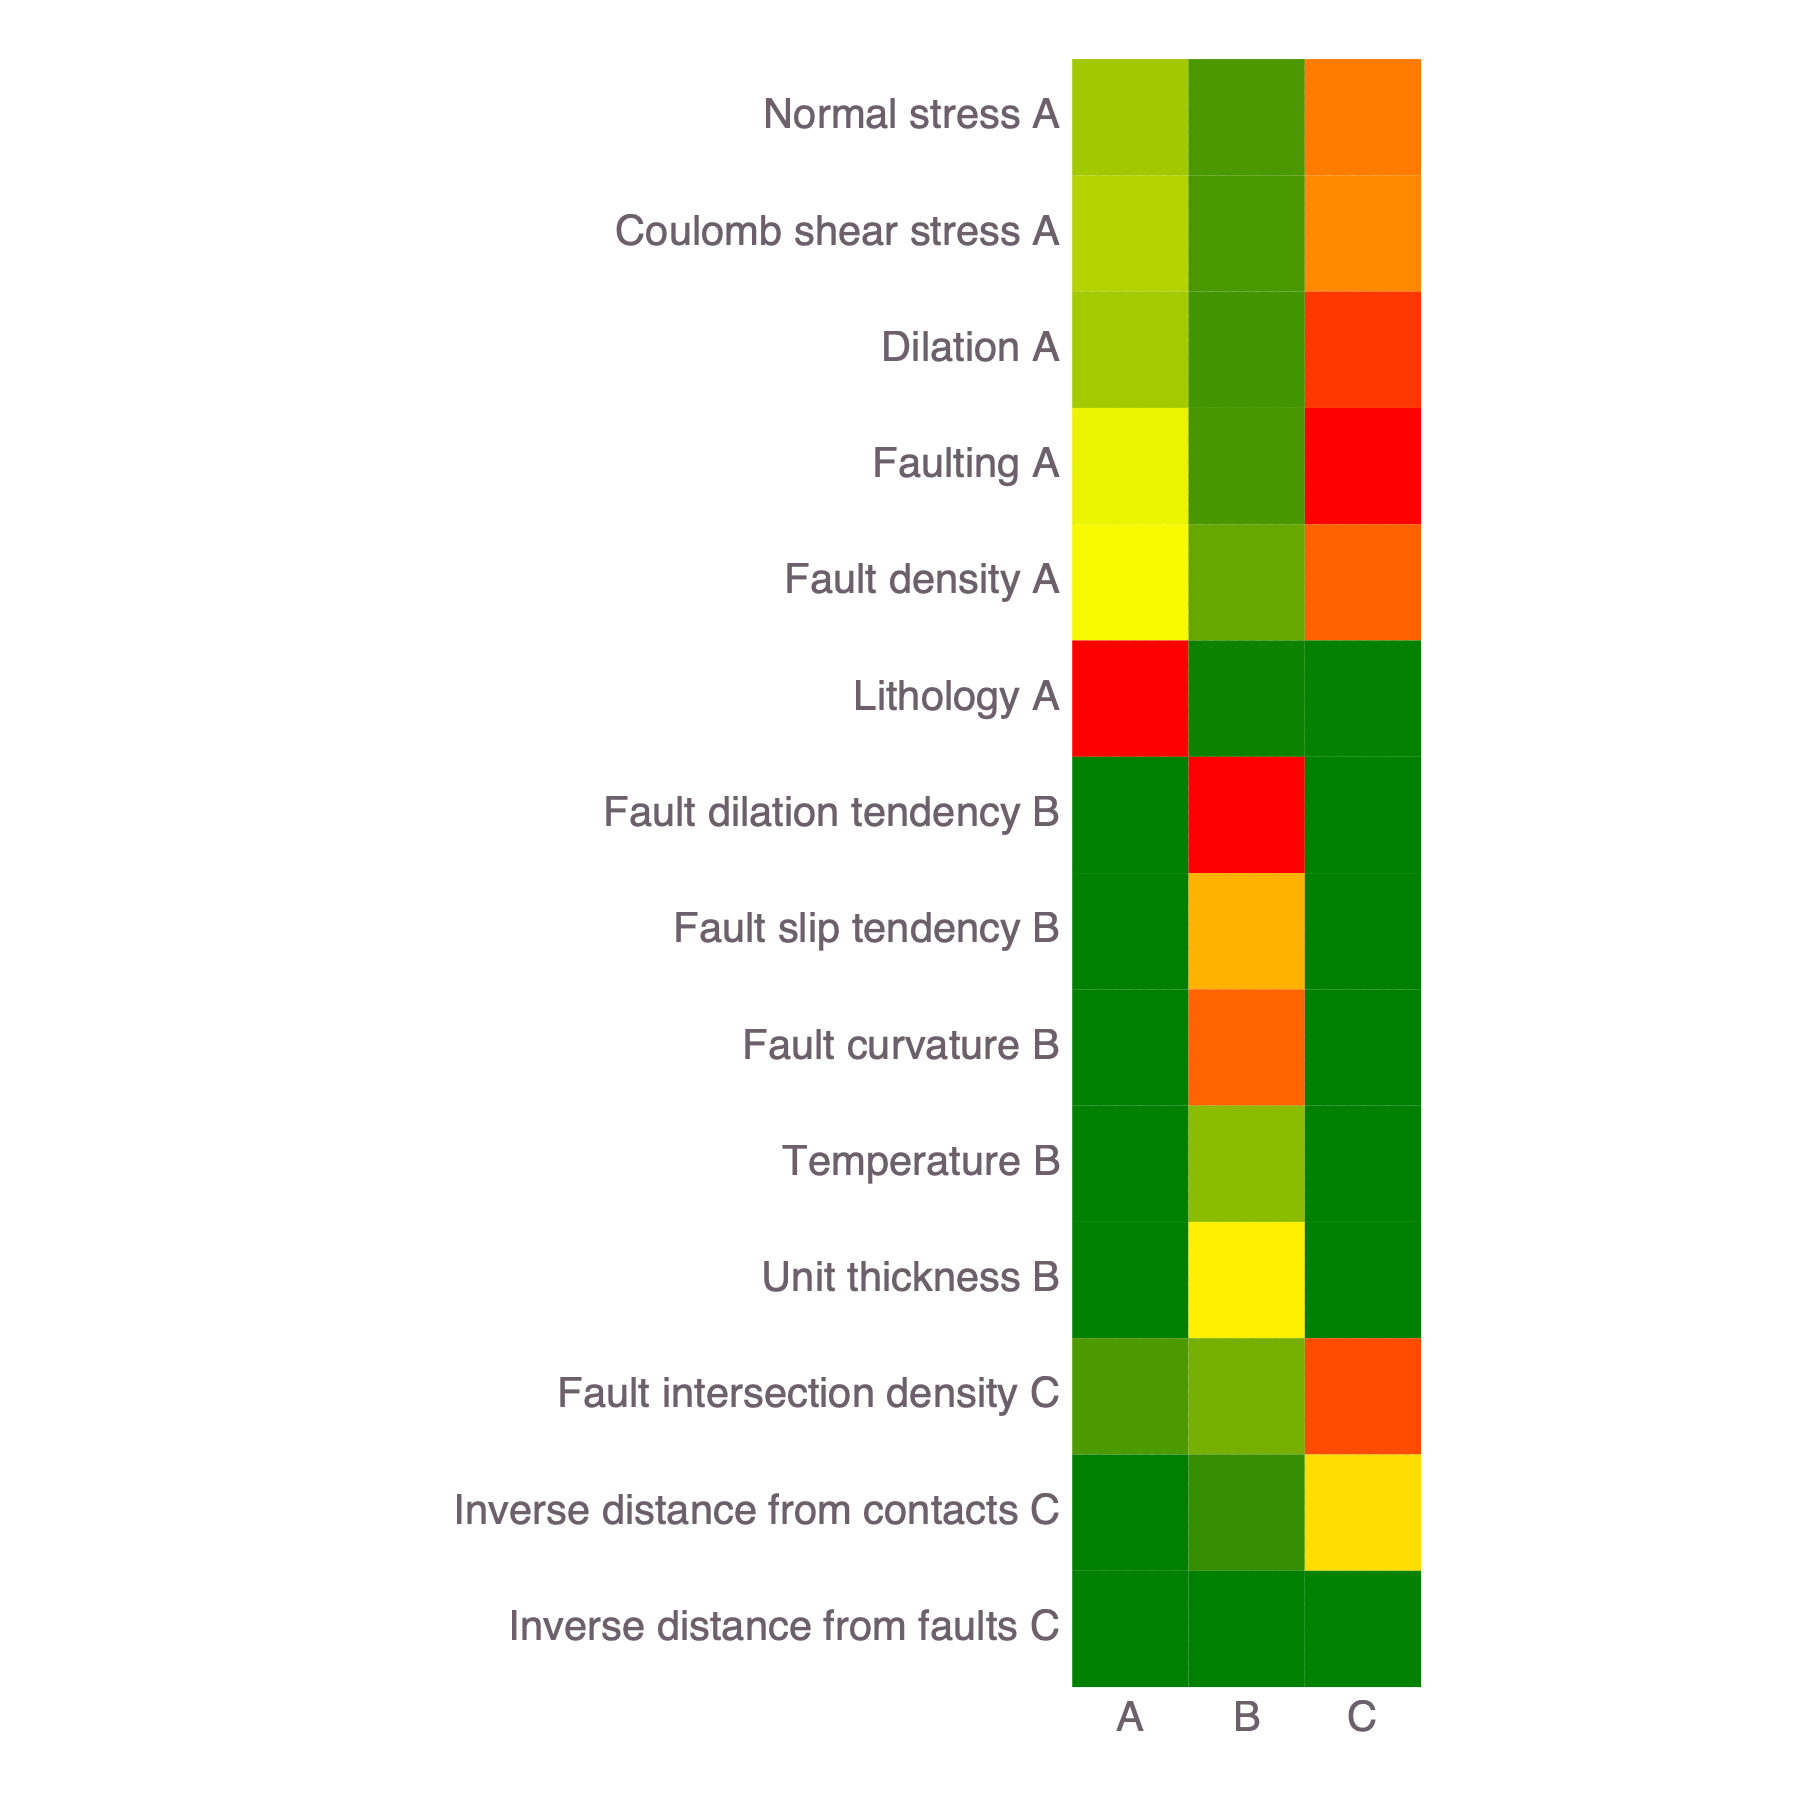 Normal stress A
Coulomb shear stress A
Dilation A
Faulting A
Fault density A
Lithology A
Fault dilation tendency B
Fault slip tendency B
Fault curvature B
Temperature B
Unit thickness B
Fault intersection density C
Inverse distance from contacts C
Inverse distance from faults C
A B C